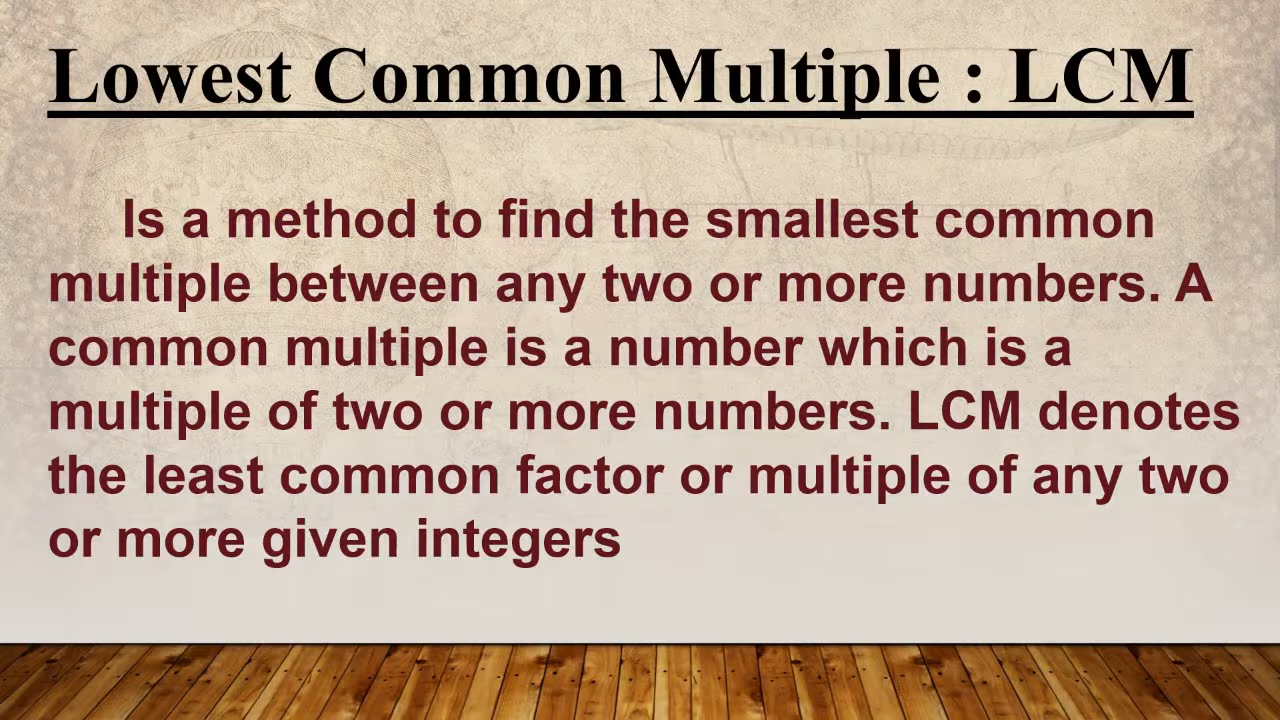 Lowest Common Multiple : LCM
Is a method to find the smallest common
multiple between any two or more numbers. A
common multiple is a number which is a
multiple of two or more numbers. LCM denotes
the least common factor or multiple of any two
or more given integers